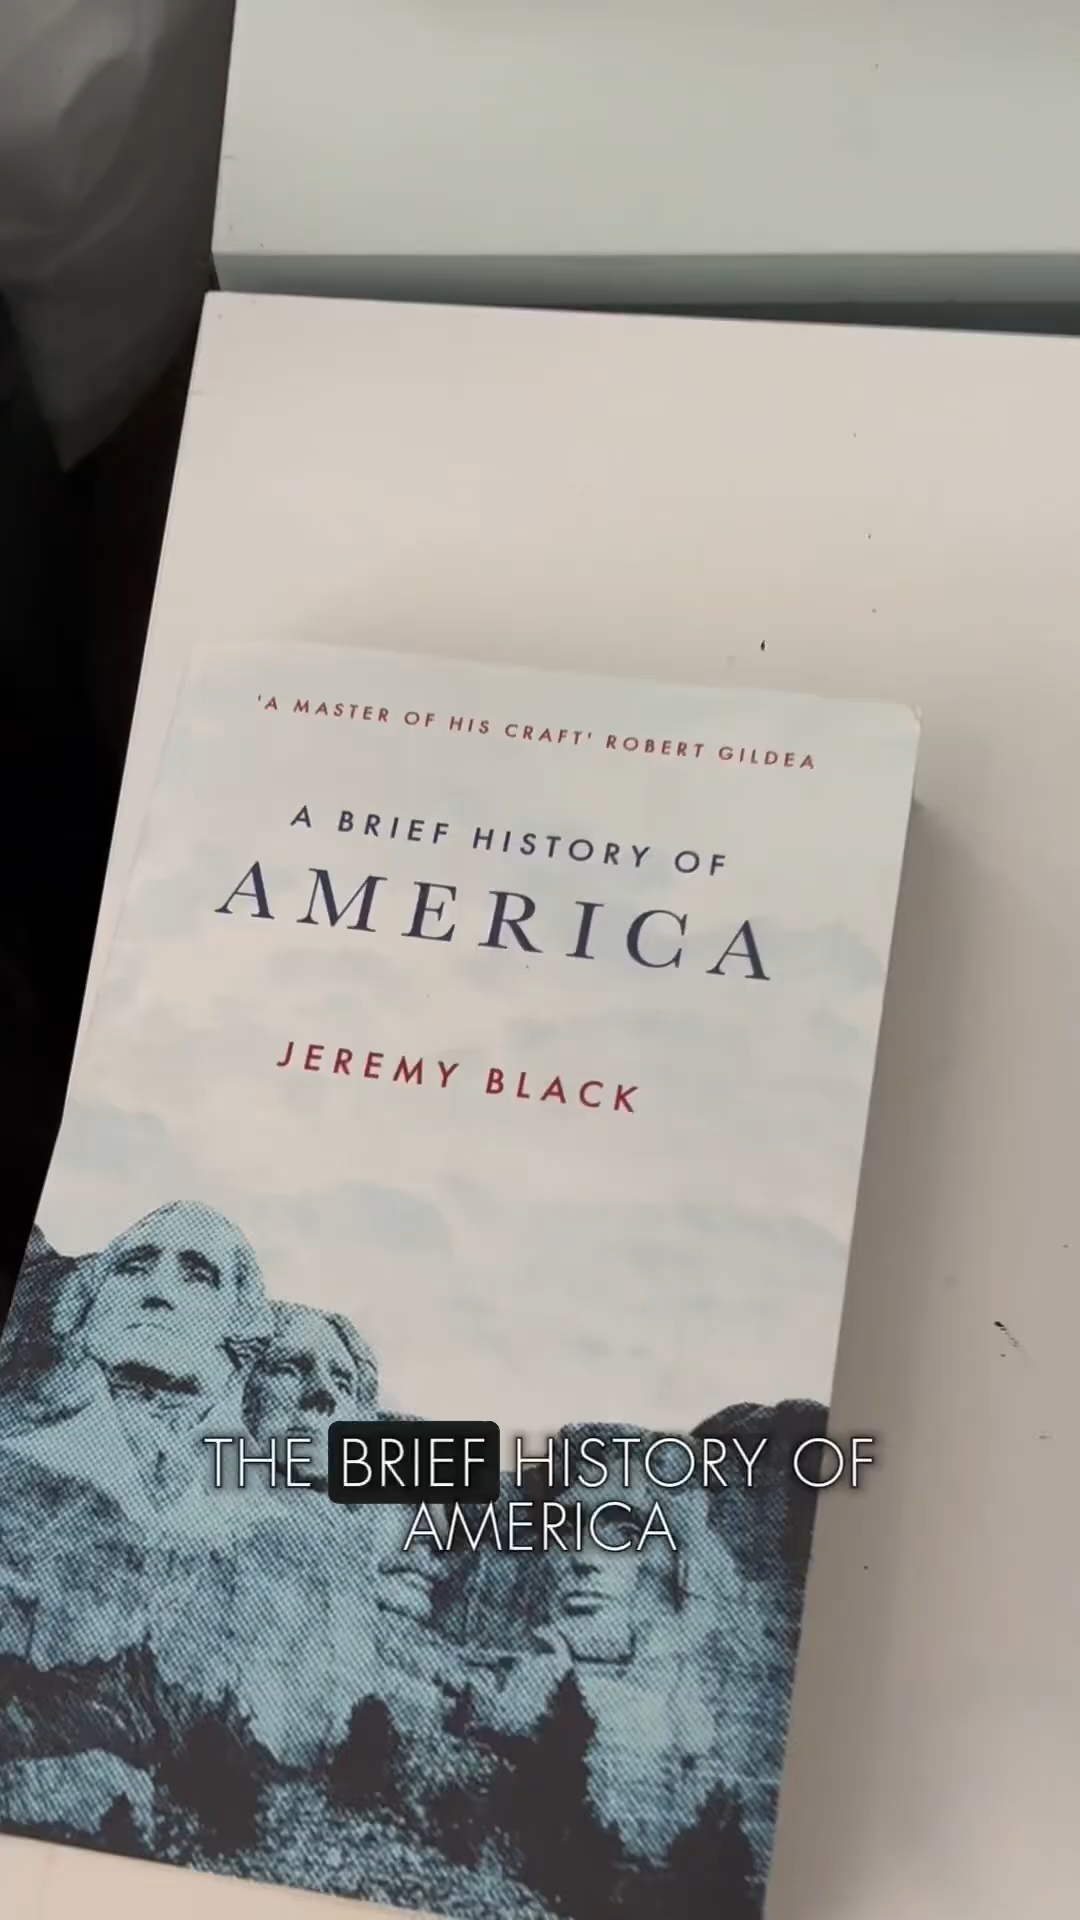 'A MASTER OF HIS CRAFT' ROBERT GILDEA
A BRIEF HISTORY OF
AMERICA
JEREMY BLACK
THE BRIEF HISTORY OF
AMERICA